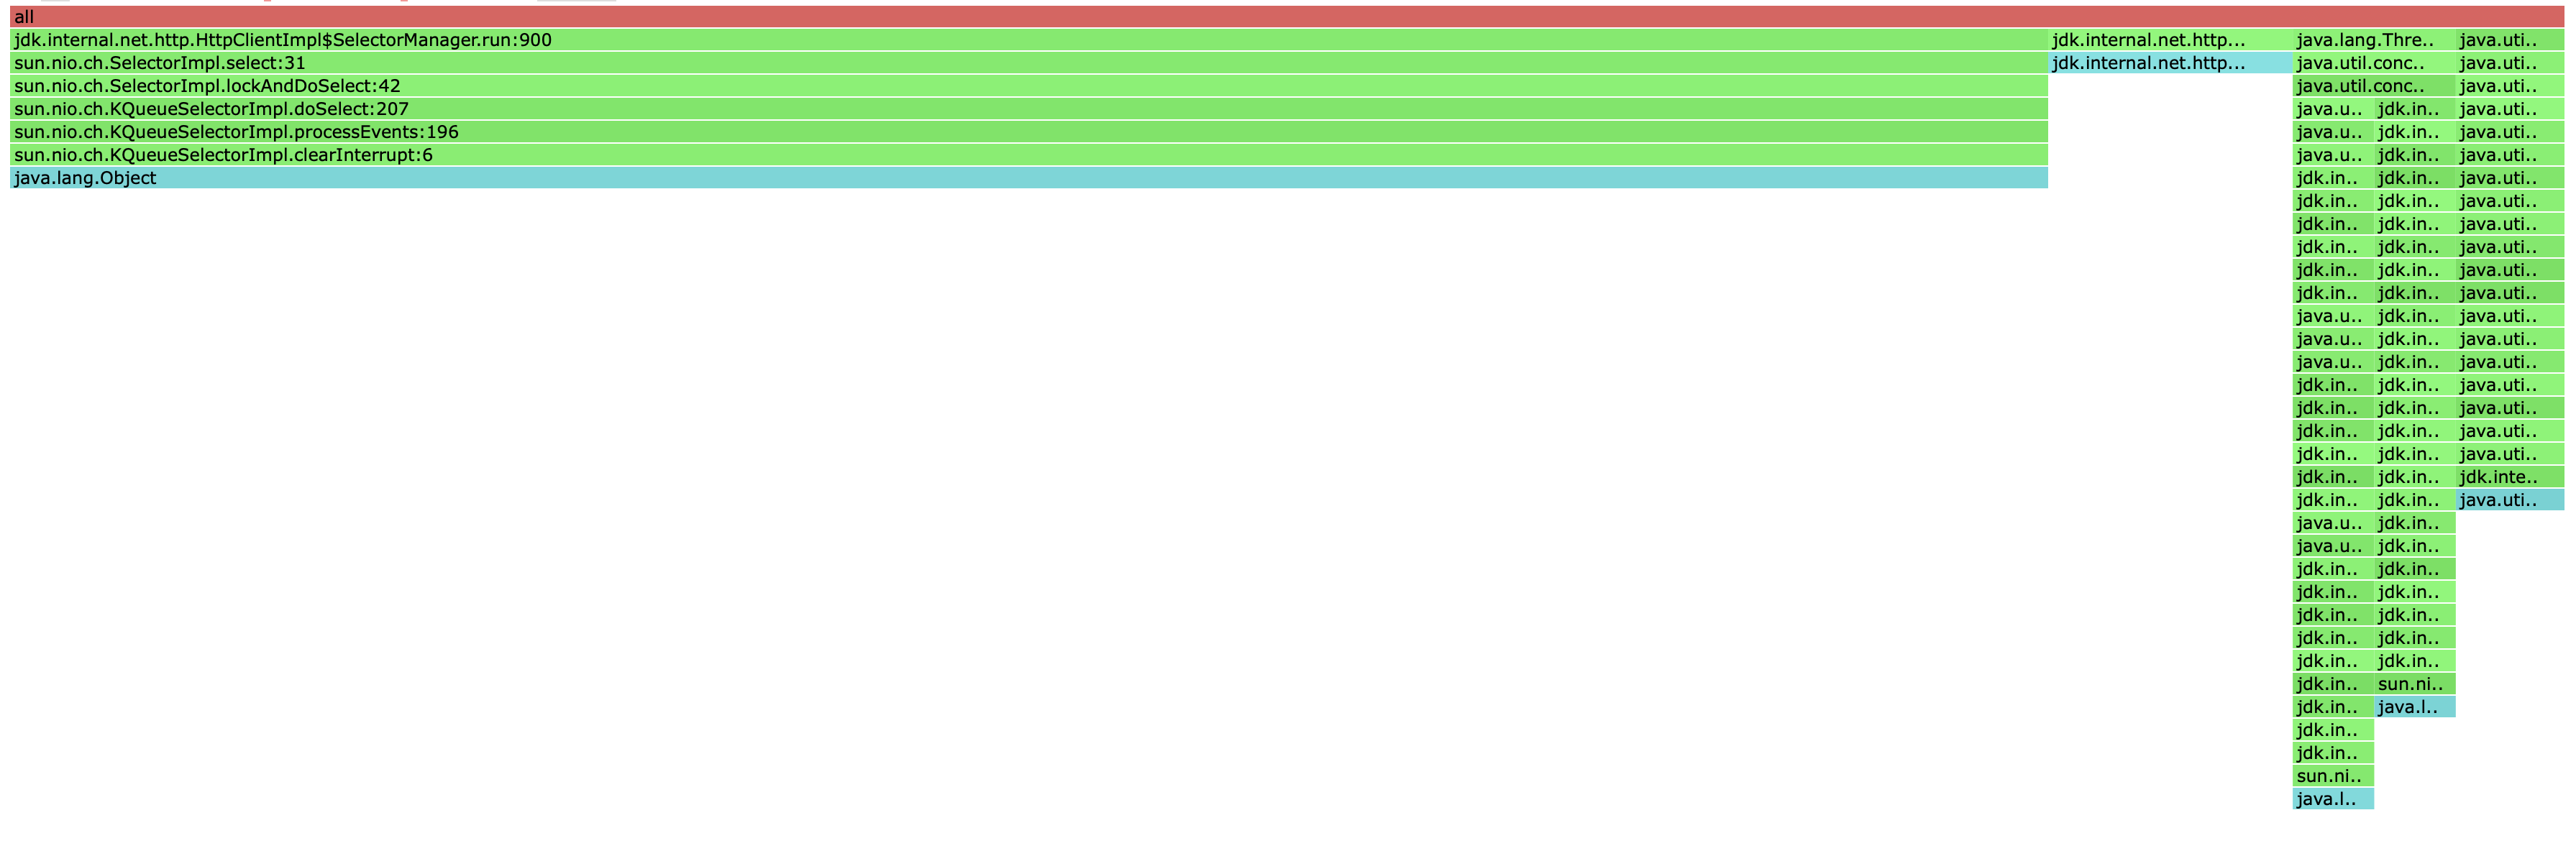 all
jdk.internal.net.http.HttpClientImpl$SelectorManager.run:900 jdk.internal.net.http... java.lang.Thre.. java.uti..
sun.nio.ch.SelectorImpl.select:31 jdk.internal.net.http... java.util.conc.. java.uti..
sun.nio.ch.SelectorImpl.lockAndDoSelect:42 java.util.conc.. java.uti..
sun.nio.ch.KQueueSelectorImpl.doSelect:207 java.u.. jdk.in.. java.uti..
sun.nio.ch.KQueueSelectorImpl.processEvents:196 java.u.. jdk.in.. java.uti..
sun.nio.ch.KQueueSelectorImpl.clearInterrupt:6 java.u.. jdk.in.. java.uti..
java.lang.Object jdk.in.. jdk.in.. java.uti..
jdk.in.. jdk.in.. java.uti..
jdk.in.. jdk.in.. java.uti..
jdk.in.. jdk.in.. java.uti..
jdk.in.. jdk.in.. java.uti..
jdk.in.. jdk.in.. java.uti..
java.u.. jdk.in.. java.uti..
java.u.. jdk.in.. java.uti..
java.u.. jdk.in.. java.uti..
jdk.in.. jdk.in.. java.uti..
jdk.in.. jdk.in.. java.uti..
jdk.in.. jdk.in.. java.uti..
jdk.in.. jdk.in.. java.uti..
jdk.in.. jdk.in.. jdk.inte..
jdk.in.. jdk.in.. java.uti..
java.u.. jdk.in..
java.u.. jdk.in..
jdk.in.. jdk.in..
jdk.in.. jdk.in..
jdk.in.. jdk.in..
jdk.in.. jdk.in..
jdk.in.. jdk.in..
jdk.in.. sun.ni..
jdk.in.. java.l..
jdk.in..
jdk.in..
sun.ni..
java.l..